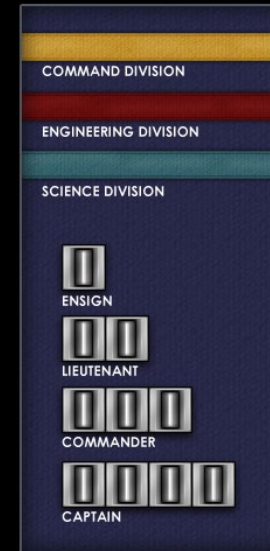 COMMAND DIVISION
ENGINEERING DIVISION
SCIENCE DIVISION
ENSIGN
LIEUTENANT
COMMANDER
CAPTAIN